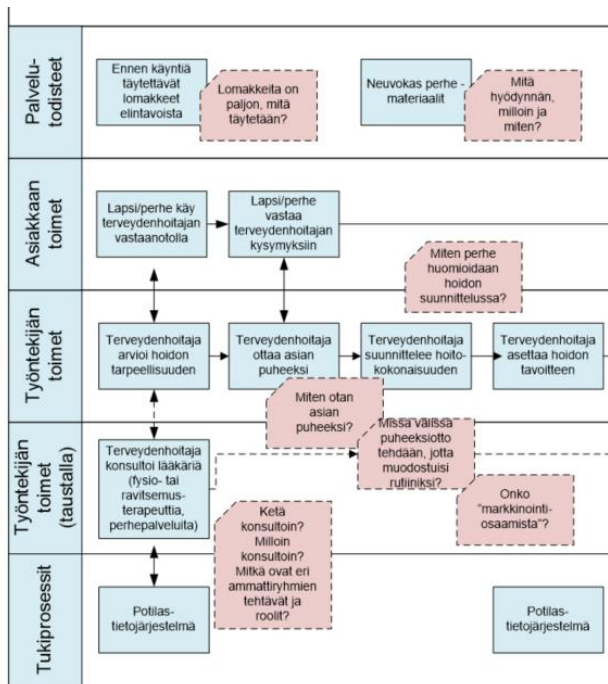 Palvelu-
todisteet
Ennen käyntiä
täytettävät
lomakkeet
elintavoista
Lomakkeita on
paljon, mitä
täytetään?
Neuvokas perhe -
materiaalit
Mitä
hyödynnän,
milloin ja
miten?
Asiakkaan
toimet
Lapsi/perhe käy
terveydenhoitajan
vastaanotolla
Lapsi/perhe
vastaa
terveydenhoitajan
kysymyksiin
Miten perhe
huomioidaan
hoidon
suunnittelussa?
Työntekijän
toimet
Terveydenhoitaja
arvioi hoidon
tarpeellisuuden
Terveydenhoitaja
ottaa asian
puheeksi
Terveydenhoitaja
suunnittelee hoito-
kokonaisuuden
Terveydenhoitaja
asettaa hoidon
tavoitteen
Miten otan
asian
puheeksi?
Missä välissä
puheeksiotto
tehdään, jotta
muodostuisi
rutiiniksi?
Työntekijän
toimet
(taustalla)
Terveydenhoitaja
konsultoi lääkäriä
(fysio- tai
ravitsemus-
terapeuttia,
perhepalveluita)
Ketä
konsultoin?
Milloin
konsultoin?
Mitkä ovat eri
ammattiryhmien
tehtävät ja
roolit?
Onko
"markkinointi-
osaamista"?
Tukiprosessit
Potilas-
tietojärjestelmä
Potilas-
tietojärjestelmä